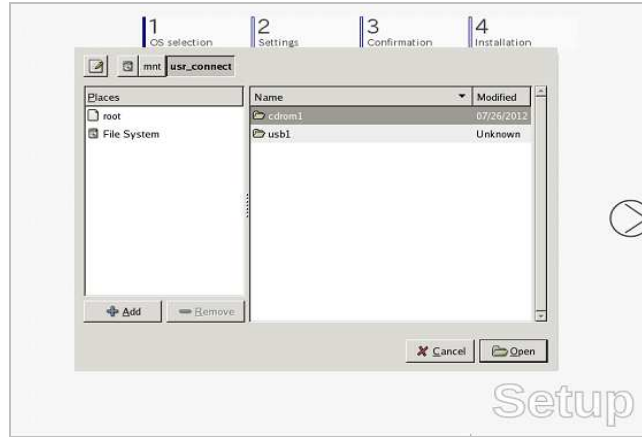 1 2 3 4
OS selection Settings Confirmation Installation
mnt usr_connect
Places Name Modified
root cdrom1 07/26/2012
File System usb1 Unknown
Add Remove
Cancel Open
Setup